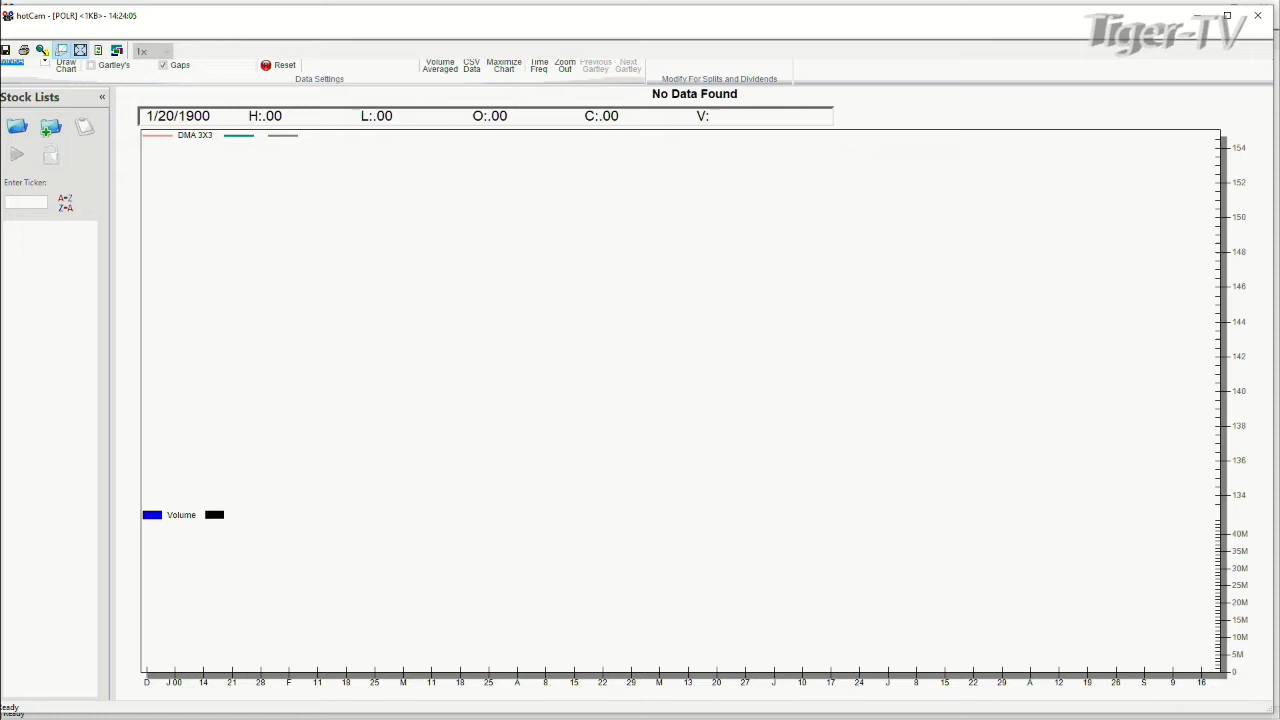 hotCam - [POLR] <1KB> - 14:24:05
Tiger-TV
1x
Draw Chart
Gartley's
Gaps
Reset
Volume Averaged
CSV Data
Maximize Chart
Time Freq
Zoom Out
Previous Gartley
Next Gartley
Data Settings
Modify For Splits and Dividends
Stock Lists «
No Data Found
1/20/1900 H:.00 L:.00 O:.00 C:.00 V:
DMA 3X3
Enter Ticker:
A=Z
Z=A
154
152
150
148
146
144
142
140
138
136
134
Volume
40M
35M
30M
25M
20M
15M
10M
5M
0
D J 00 14 21 28 F 11 18 25 M 11 18 25 A 8 15 22 29 M 13 20 27 J 10 17 24 J 8 15 22 29 A 12 19 26 S 9 16
Ready